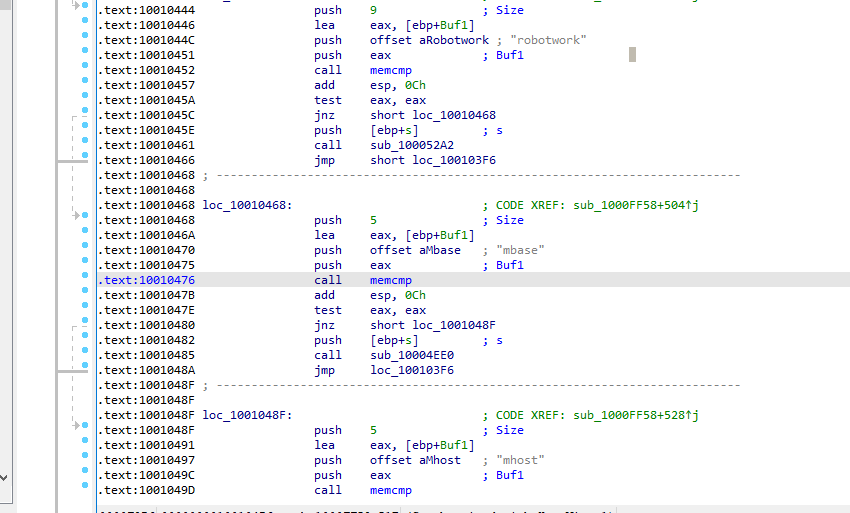 .text:10010444 push 9 ; Size
.text:10010446 lea eax, [ebp+Buf1]
.text:1001044C push offset aRobotwork ; "robotwork"
.text:10010451 push eax ; Buf1
.text:10010452 call memcmp
.text:10010457 add esp, 0Ch
.text:1001045A test eax, eax
.text:1001045C jnz short loc_10010468
.text:1001045E push [ebp+s] ; s
.text:10010461 call sub_100052A2
.text:10010466 jmp short loc_100103F6
.text:10010468 ; ---------------------------------------------------------------------------
.text:10010468
.text:10010468 loc_10010468: ; CODE XREF: sub_1000FF58+504↑j
.text:10010468 push 5 ; Size
.text:1001046A lea eax, [ebp+Buf1]
.text:10010470 push offset aMbase ; "mbase"
.text:10010475 push eax ; Buf1
.text:10010476 call memcmp
.text:1001047B add esp, 0Ch
.text:1001047E test eax, eax
.text:10010480 jnz short loc_1001048F
.text:10010482 push [ebp+s] ; s
.text:10010485 call sub_10004EE0
.text:1001048A jmp loc_100103F6
.text:1001048F ; ---------------------------------------------------------------------------
.text:1001048F
.text:1001048F loc_1001048F: ; CODE XREF: sub_1000FF58+528↑j
.text:1001048F push 5 ; Size
.text:10010491 lea eax, [ebp+Buf1]
.text:10010497 push offset aMhost ; "mhost"
.text:1001049C push eax ; Buf1
.text:1001049D call memcmp